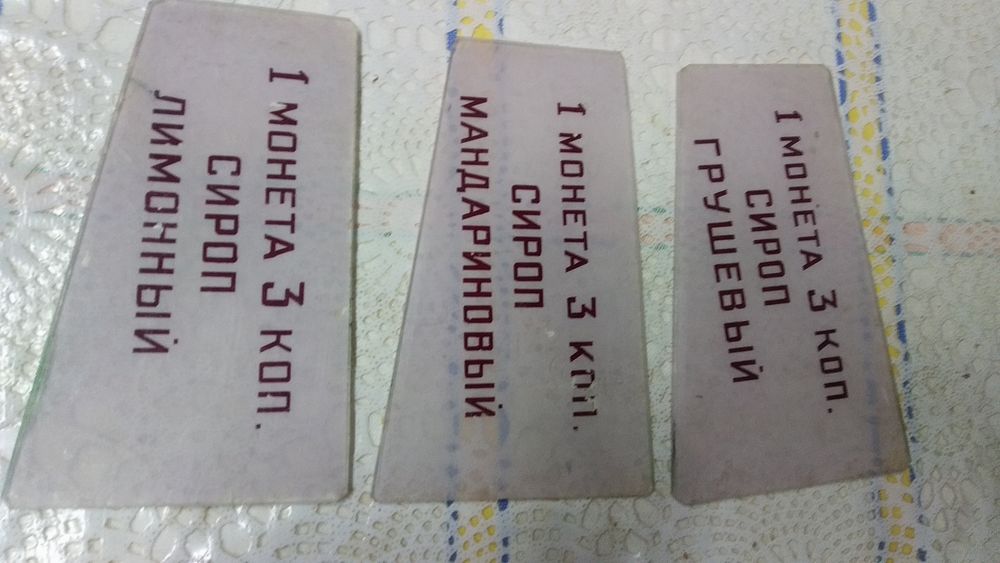 1 МОНЕТА 3 КОП.
СИРОП
ЛИМОННЫЙ
1 МОНЕТА 3 КОП.
СИРОП
МАНДАРИНОВЫЙ
1 МОНЕТА 3 КОП.
СИРОП
ГРУШЕВЫЙ